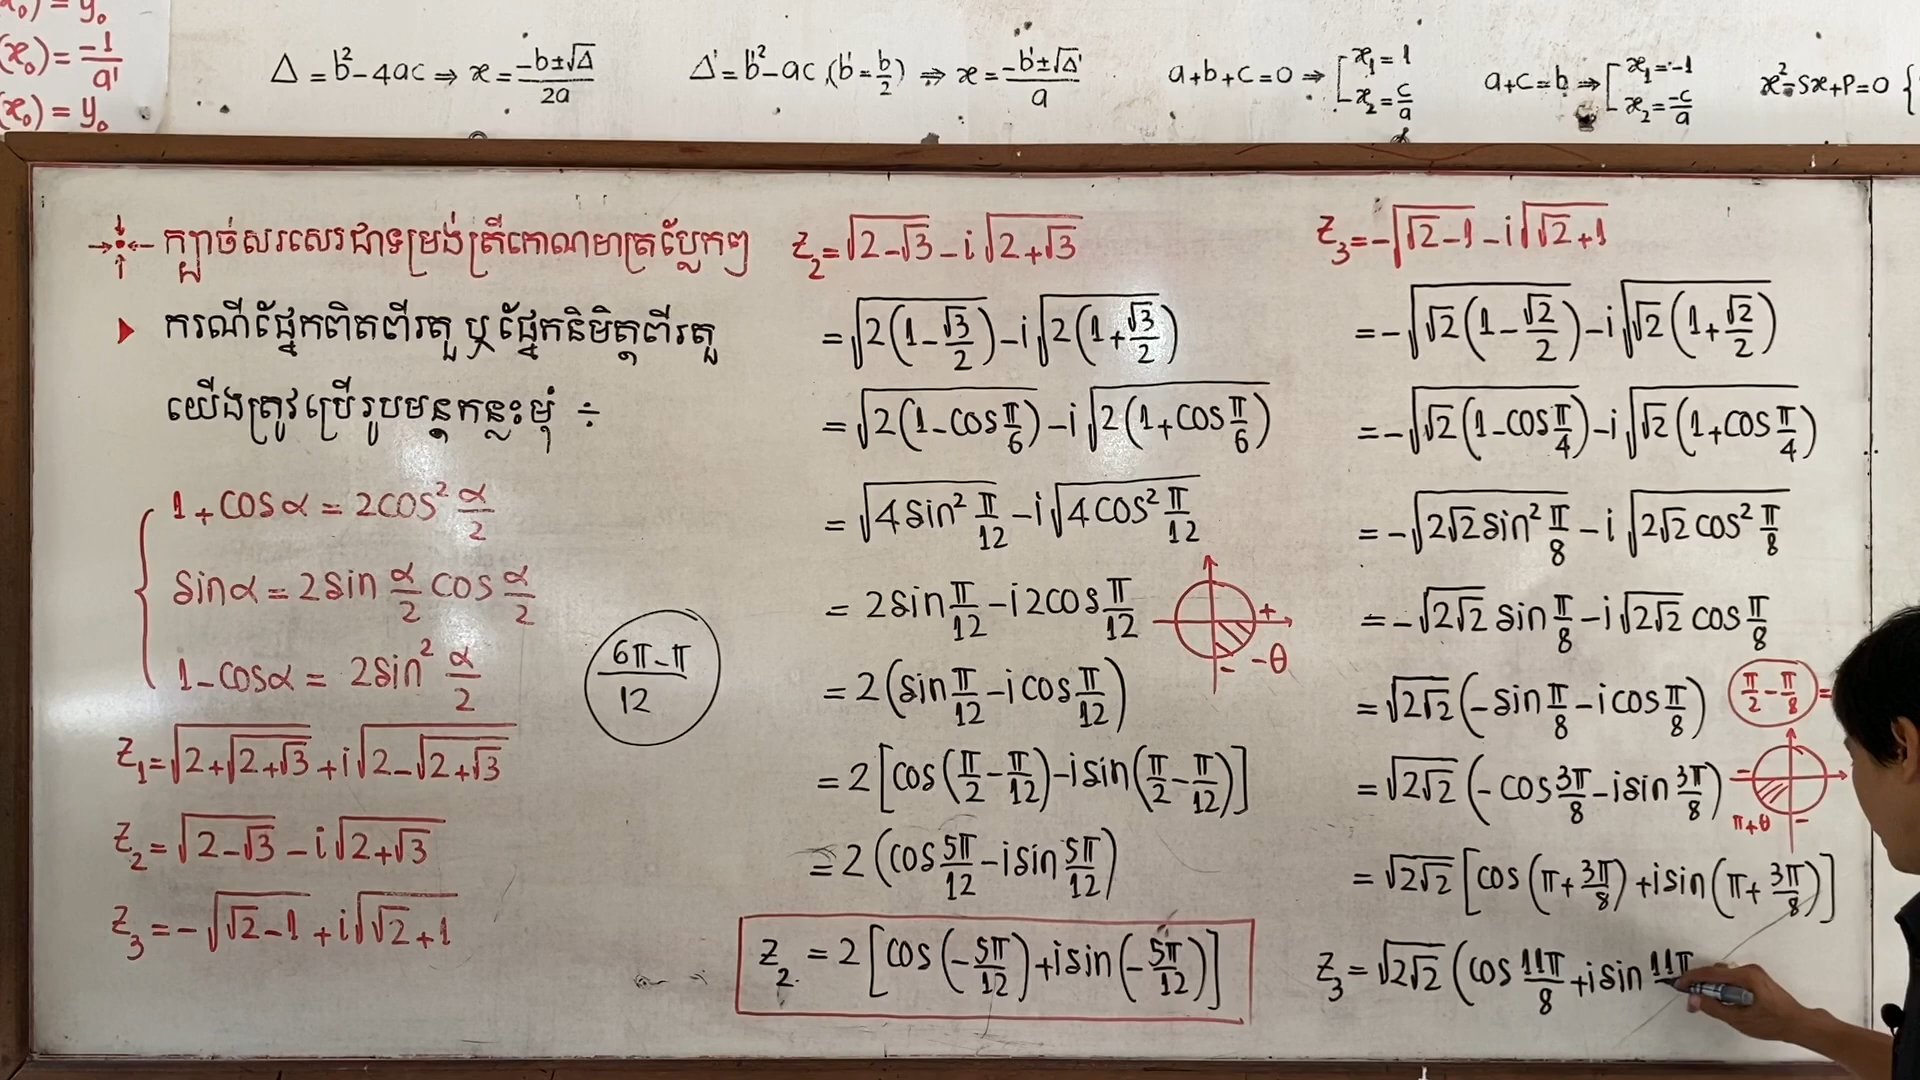 x₀) = y₀
(x₀) = -1/a'
(x₀) = y₀
Δ = b² - 4ac ⇒ x = (-b±√Δ)/2a
Δ' = b'² - ac, (b' = b/2) ⇒ x = (-b'±√Δ')/a
a+b+c=0 ⇒ [x₁=1
x₂=c/a
a+c=b ⇒ [x₁=-1
x₂=-c/a
x²-Sx+P=0 {
ក្បាច់សរសេរជាទម្រង់ត្រីកោណមាត្រប្លែកៗ
▸ ករណីផ្នែកពិតពីរតួ ឬ ផ្នែកនិមិត្តពីរតួ
យើងត្រូវប្រើរូបមន្តកន្លះមុំ ÷
{ 1+cosα = 2cos² α/2
sinα = 2sin α/2 cos α/2
1-cosα = 2sin² α/2
(6π-π)/12
Z₁=√(2+√(2+√3)) + i√(2-√(2+√3))
Z₂=√(2-√3) - i√(2+√3)
Z₃=-√(√2-1) + i√(√2+1)
Z₂=√(2-√3) - i√(2+√3)
=√(2(1-√3/2)) - i√(2(1+√3/2))
=√(2(1-cos π/6)) - i√(2(1+cos π/6))
=√(4sin² π/12) - i√(4cos² π/12)
= 2sin π/12 - i2cos π/12
+
- -θ
= 2(sin π/12 - icos π/12)
= 2[cos(π/2 - π/12) - isin(π/2 - π/12)]
= 2(cos 5π/12 - isin 5π/12)
Z₂ = 2[cos(-5π/12) + isin(-5π/12)]
Z₃=-√(√2-1) - i√(√2+1)
=-√(√2(1-√2/2)) - i√(√2(1+√2/2))
=-√(√2(1-cos π/4)) - i√(√2(1+cos π/4))
=-√(2√2 sin² π/8) - i√(2√2 cos² π/8)
=-√(2√2) sin π/8 - i√(2√2) cos π/8
=√(2√2)(-sin π/8 - icos π/8)
π/2 - π/8 =
=√(2√2)(-cos 3π/8 - isin 3π/8)
-
π+θ -
=√(2√2)[cos(π+3π/8) + isin(π+3π/8)]
Z₃=√(2√2)(cos 11π/8 + isin 11π